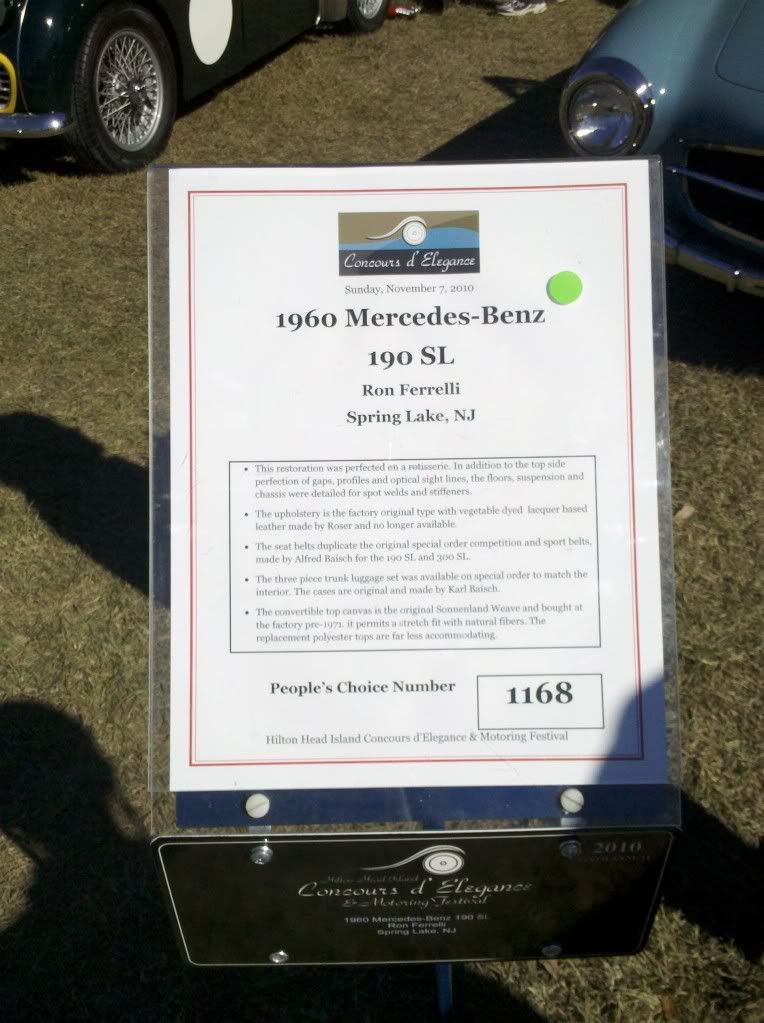 Concours d'Elegance
Sunday, November 7, 2010
1960 Mercedes-Benz
190 SL
Ron Ferrelli
Spring Lake, NJ
• This restoration was perfected on a rotisserie. In addition to the top side
perfection of gaps, profiles and optical sight lines, the floors, suspension and
chassis were detailed for spot welds and stiffeners.
• The upholstery is the factory original type with vegetable dyed lacquer based
leather made by Roser and no longer available.
• The seat belts duplicate the original special order competition and sport belts,
made by Alfred Baisch for the 190 SL and 300 SL.
• The three piece trunk luggage set was available on special order to match the
interior. The cases are original and made by Karl Baisch.
• The convertible top canvas is the original Sonnenland Weave and bought at
the factory pre-1971. it permits a stretch fit with natural fibers. The
replacement polyester tops are far less accommodating.
People's Choice Number
1168
Hilton Head Island Concours d'Elegance & Motoring Festival
2010
Hilton Head Island
Concours d'Elegance
& Motoring Festival
1960 Mercedes-Benz 190 SL
Ron Ferrelli
Spring Lake, NJ